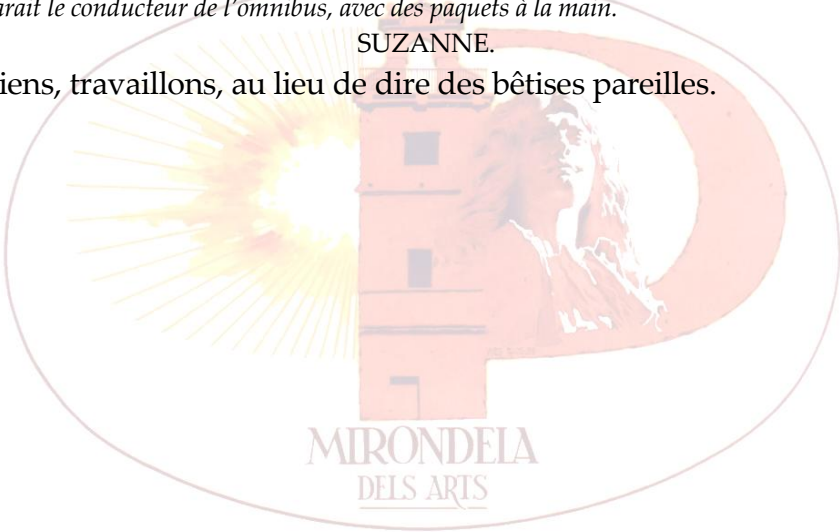 arait le conducteur de l'omnibus, avec des paquets à la main.
SUZANNE.
iens, travaillons, au lieu de dire des bêtises pareilles.
MIRONDELA
DELS ARTS